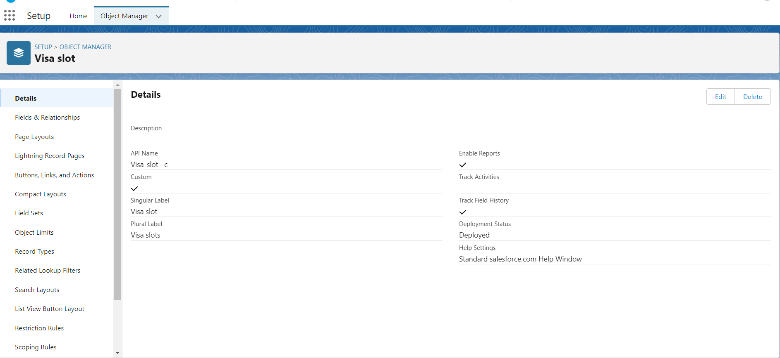 Setup
Home
Object Manager
SETUP > OBJECT MANAGER
Visa slot
Details
Fields & Relationships
Page Layouts
Lightning Record Pages
Buttons, Links, and Actions
Compact Layouts
Field Sets
Object Limits
Record Types
Related Lookup Filters
Search Layouts
List View Button Layout
Restriction Rules
Scoping Rules
Details
Edit
Delete
Description
API Name
Visa_slot__c
Custom
Singular Label
Visa slot
Plural Label
Visa slots
Enable Reports
Track Activities
Track Field History
Deployment Status
Deployed
Help Settings
Standard salesforce.com Help Window